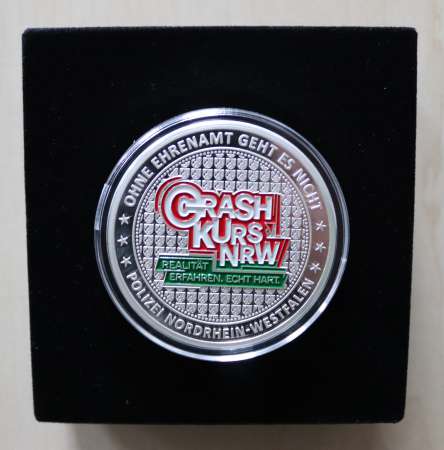 OHNE EHRENAMT GEHT ES NICHT
CRASH
KURS
NRW
REALITÄT
ERFAHREN. ECHT HART.
POLIZEI NORDRHEIN-WESTFALEN